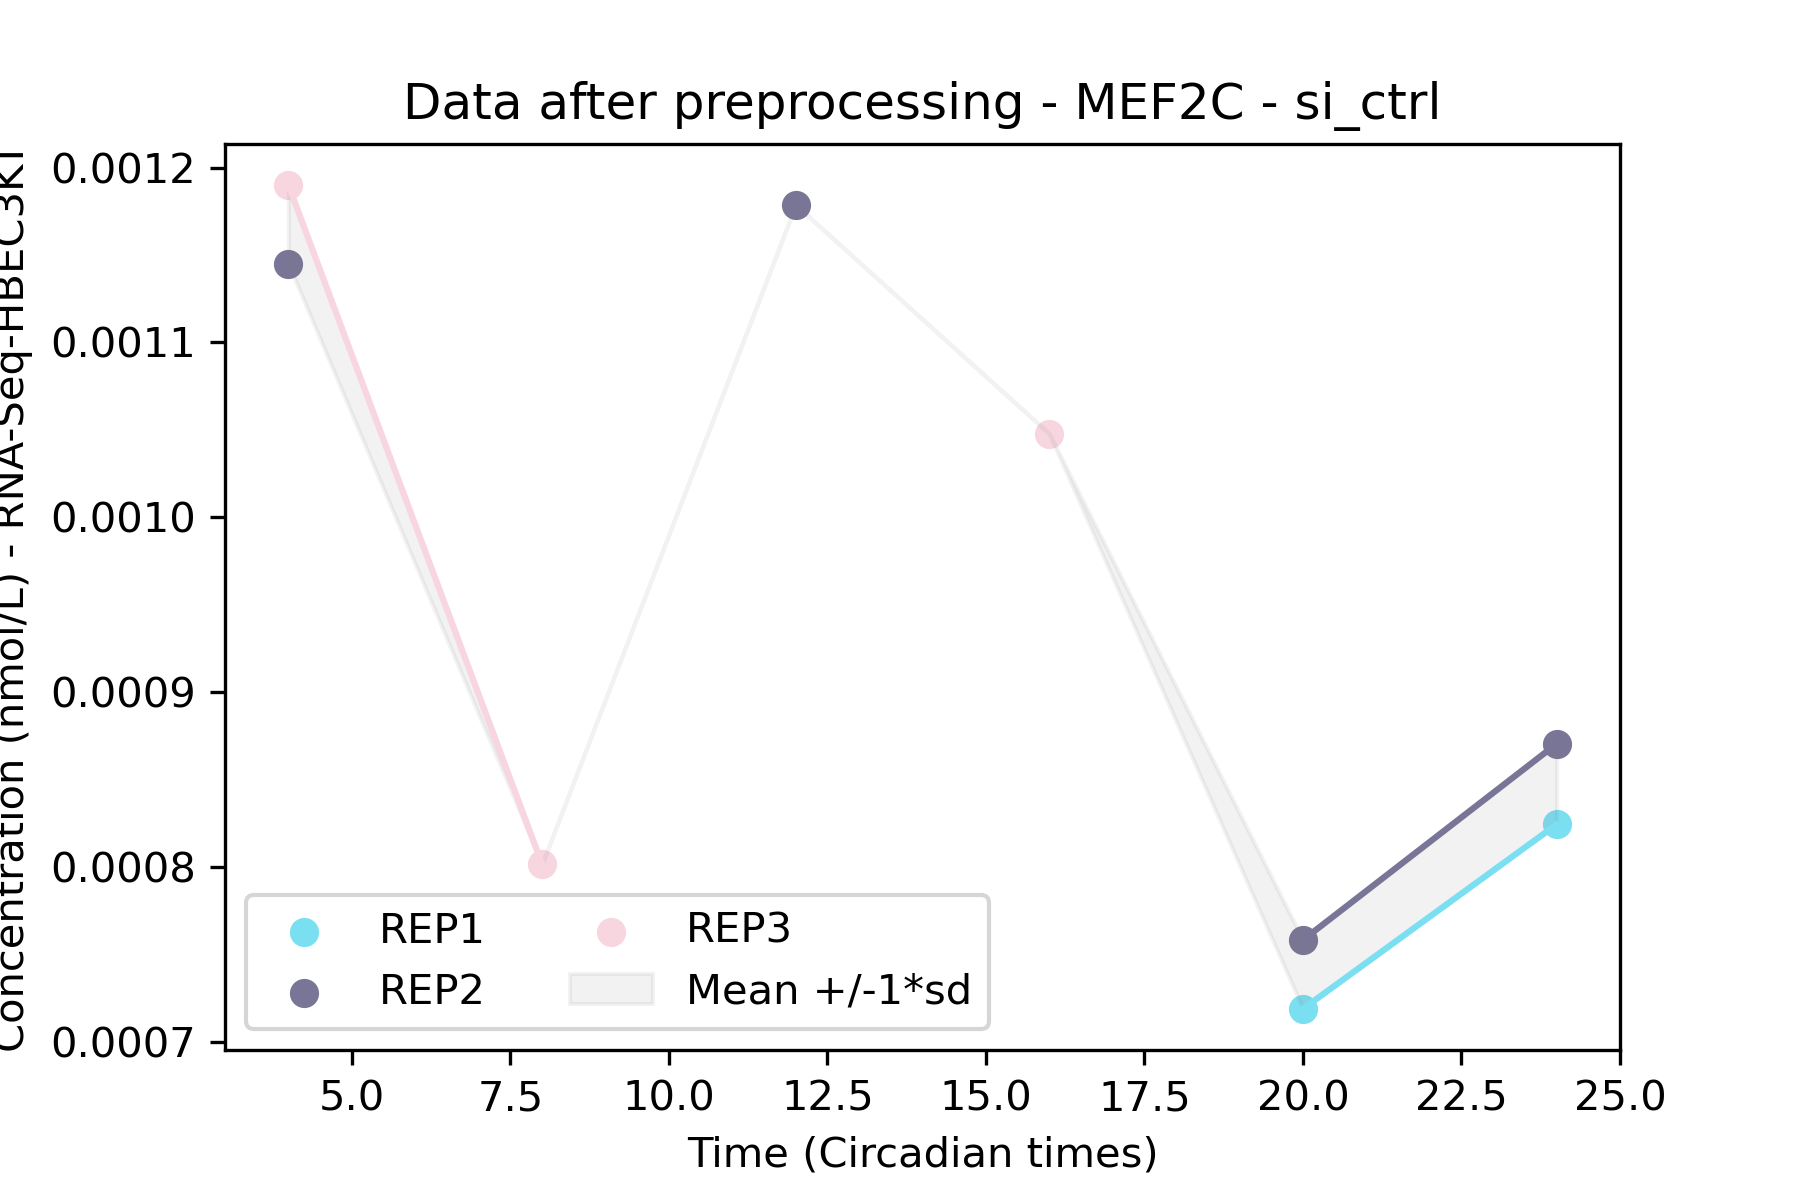 Data after preprocessing - MEF2C - si_ctrl
Concentration (nmol/L) - RNA-Seq-HBEC3KT
0.0012
0.0011
0.0010
0.0009
0.0008
0.0007
REP1
REP2
REP3
Mean +/-1*sd
5.0 7.5 10.0 12.5 15.0 17.5 20.0 22.5 25.0
Time (Circadian times)